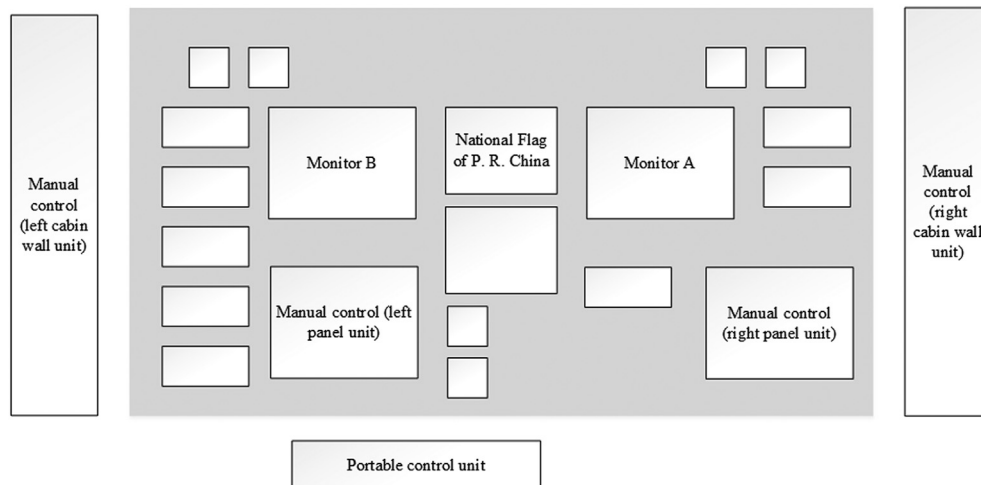 Manual
control
(left cabin
wall unit)
Monitor B
National Flag
of P. R. China
Monitor A
Manual control (left
panel unit)
Manual control
(right panel unit)
Manual
control
(right
cabin wall
unit)
Portable control unit